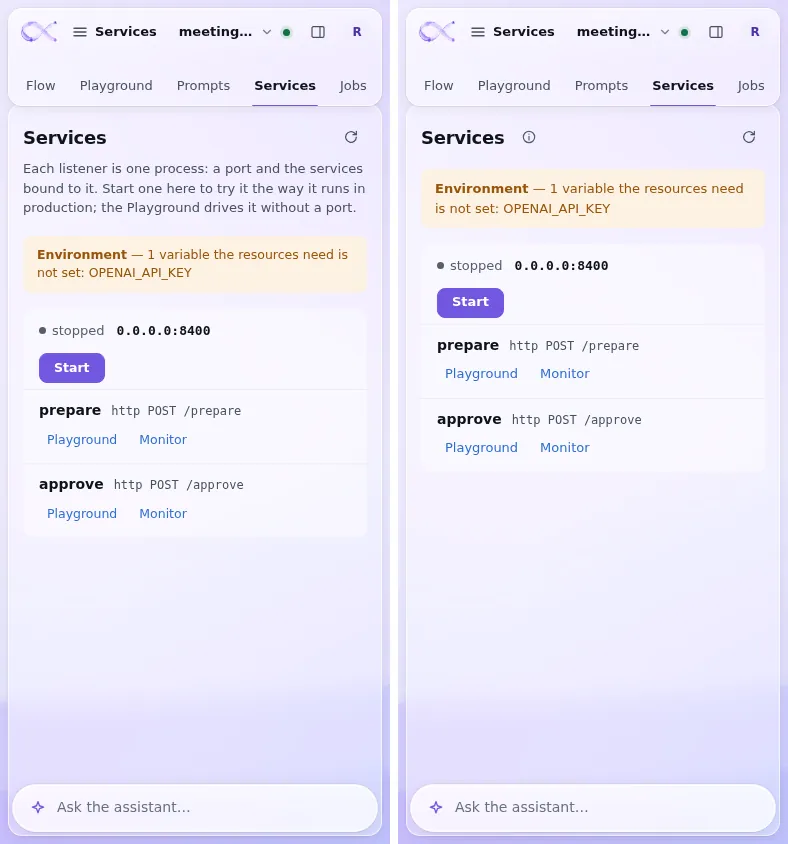 Services meeting... R
Flow Playground Prompts Services Jobs
Services
Each listener is one process: a port and the services
bound to it. Start one here to try it the way it runs in
production; the Playground drives it without a port.
Environment — 1 variable the resources need is
not set: OPENAI_API_KEY
stopped 0.0.0.0:8400
Start
prepare http POST /prepare
Playground Monitor
approve http POST /approve
Playground Monitor
Ask the assistant...
Services meeting... R
Flow Playground Prompts Services Jobs
Services
Environment — 1 variable the resources need
is not set: OPENAI_API_KEY
stopped 0.0.0.0:8400
Start
prepare http POST /prepare
Playground Monitor
approve http POST /approve
Playground Monitor
Ask the assistant...